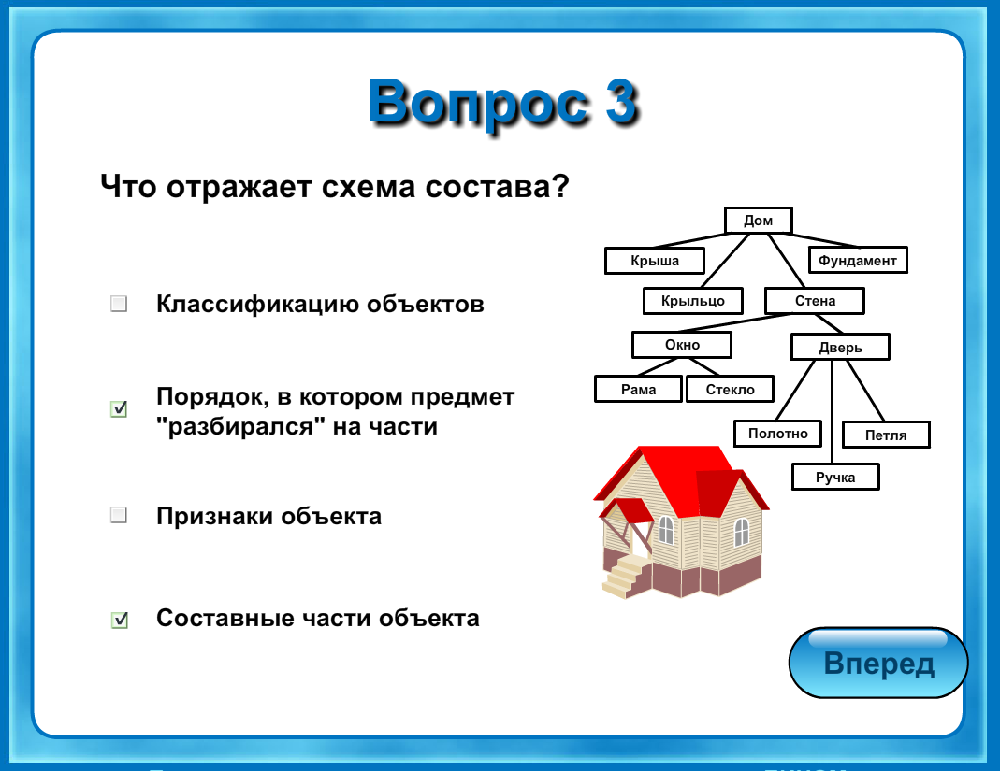 Вопрос 3
Что отражает схема состава?
Дом
Крыша
Фундамент
Крыльцо
Стена
Окно
Дверь
Рама
Стекло
Полотно
Петля
Ручка
Классификацию объектов
Порядок, в котором предмет
"разбирался" на части
Признаки объекта
Составные части объекта
Вперед